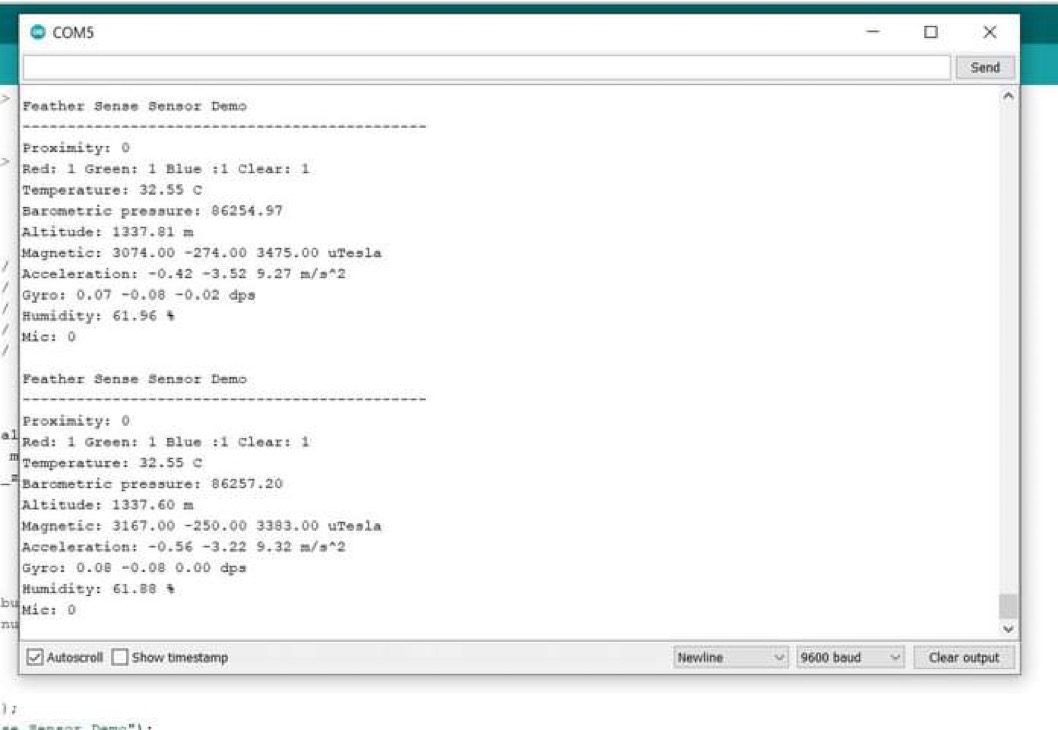 COM5
Send
Feather Sense Sensor Demo
---------------------------------------------
Proximity: 0
Red: 1 Green: 1 Blue :1 Clear: 1
Temperature: 32.55 C
Barometric pressure: 86254.97
Altitude: 1337.81 m
Magnetic: 3074.00 -274.00 3475.00 uTesla
Acceleration: -0.42 -3.52 9.27 m/s^2
Gyro: 0.07 -0.08 -0.02 dps
Humidity: 61.96 %
Mic: 0
Feather Sense Sensor Demo
---------------------------------------------
Proximity: 0
Red: 1 Green: 1 Blue :1 Clear: 1
Temperature: 32.55 C
Barometric pressure: 86257.20
Altitude: 1337.60 m
Magnetic: 3167.00 -250.00 3383.00 uTesla
Acceleration: -0.56 -3.22 9.32 m/s^2
Gyro: 0.08 -0.08 0.00 dps
Humidity: 61.88 %
Mic: 0
Autoscroll Show timestamp Newline 9600 baud Clear output
);
se Sensor Demo");